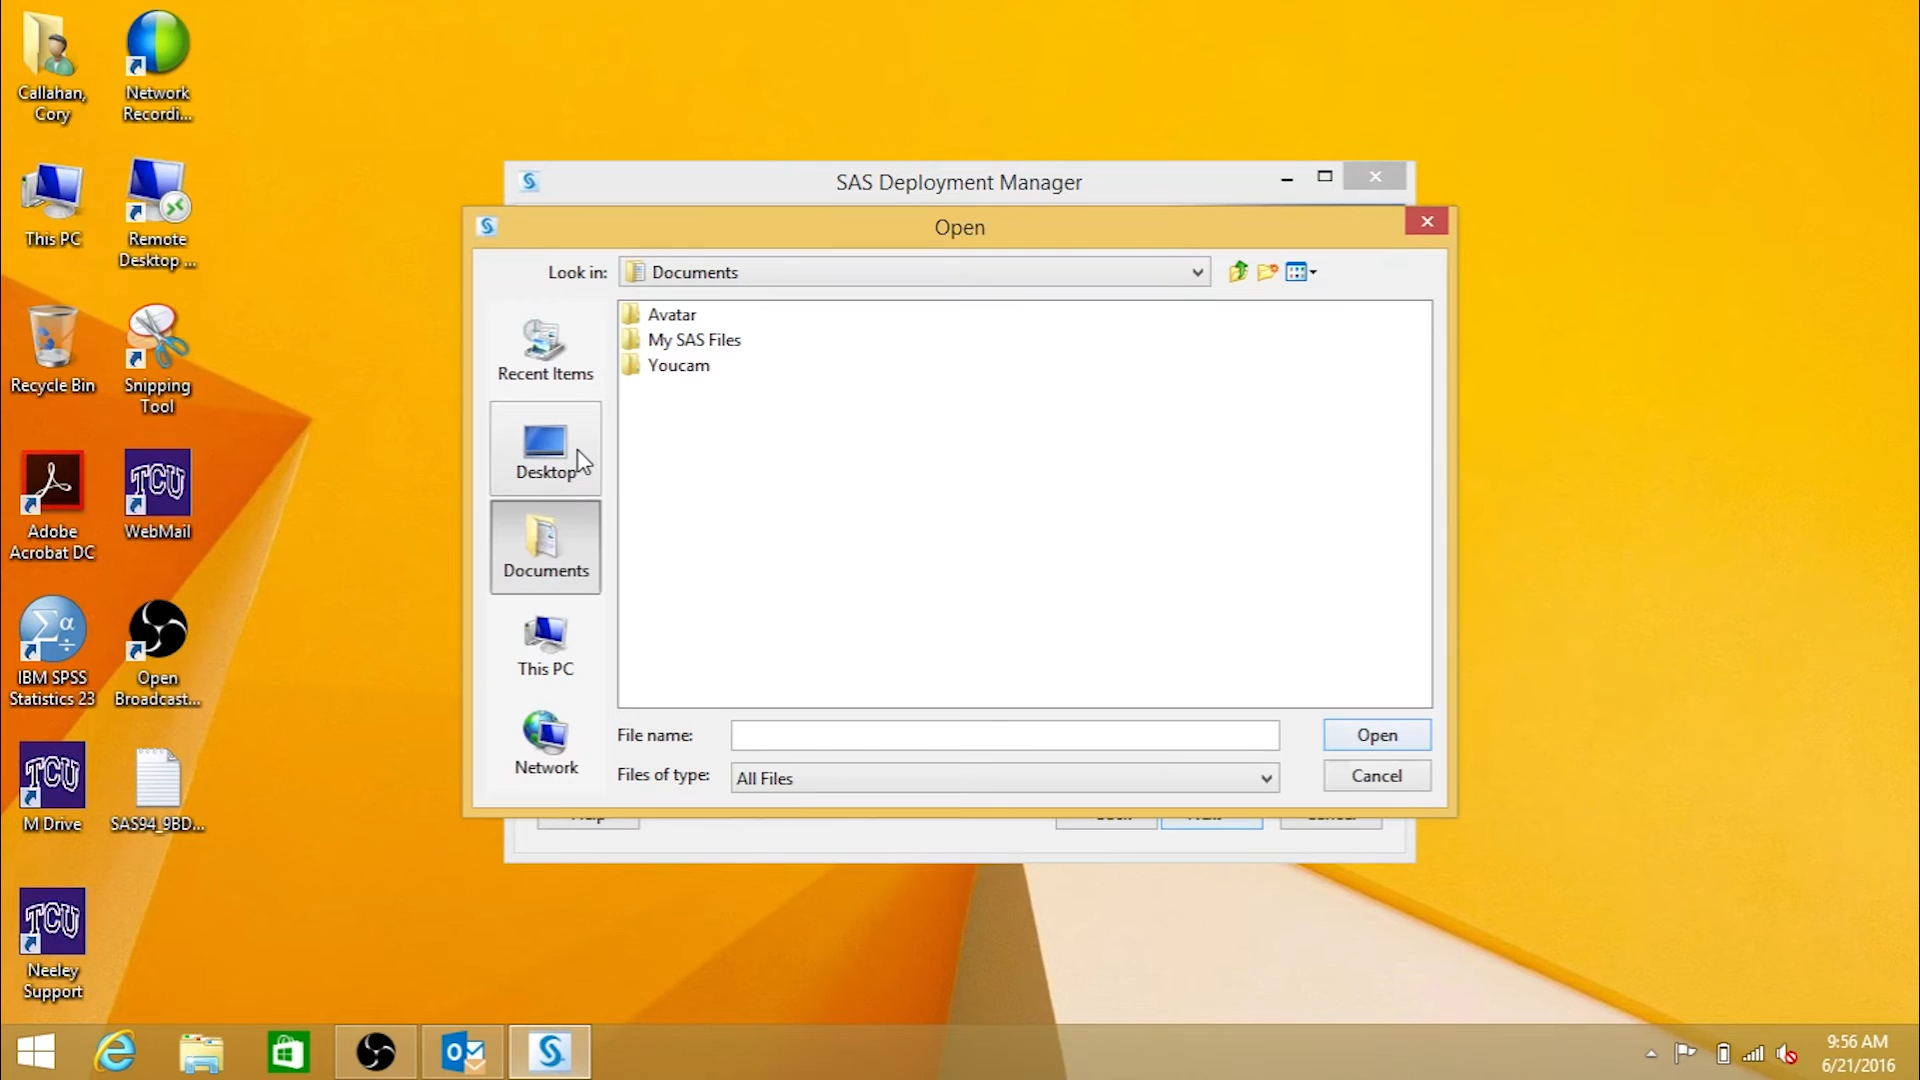 Callahan,
Cory
Network
Recordi...
This PC
Remote
Desktop ...
Recycle Bin
Snipping
Tool
Adobe
Acrobat DC
TCU
WebMail
IBM SPSS
Statistics 23
Open
Broadcast...
TCU
M Drive
SAS94_9BD...
TCU
Neeley
Support
SAS Deployment Manager
Open
Look in:
Documents
Avatar
My SAS Files
Youcam
Recent Items
Desktop
Documents
This PC
Network
File name:
Open
Files of type:
All Files
Cancel
9:56 AM
6/21/2016